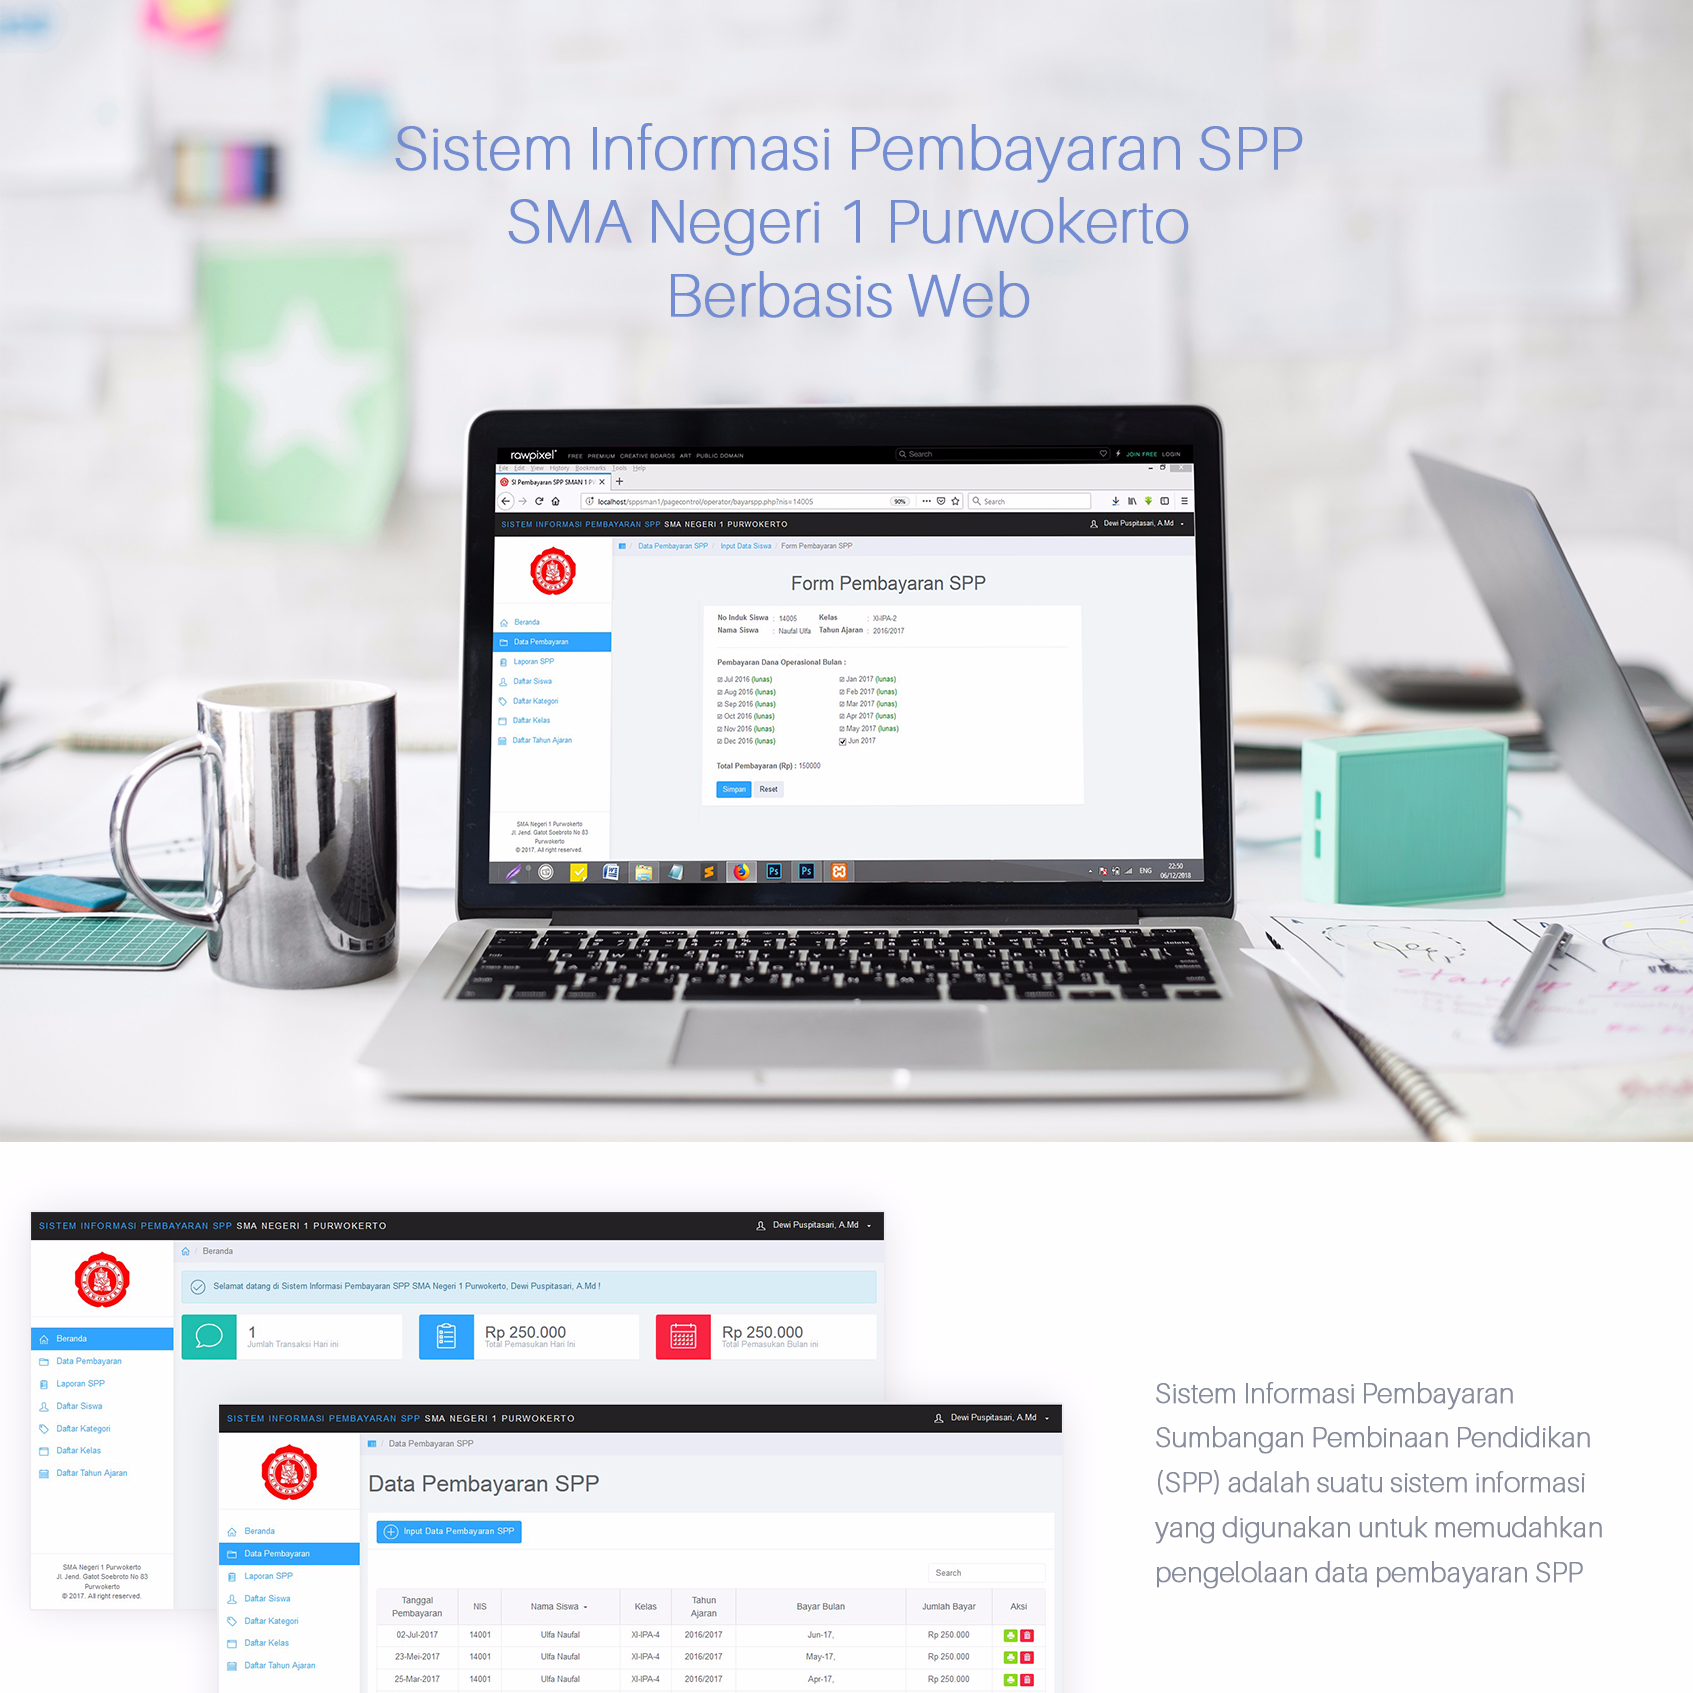 Sistem Informasi Pembayaran SPP
SMA Negeri 1 Purwokerto
Berbasis Web
rawpixel FREE PREMIUM CREATIVE BOARDS ART PUBLIC DOMAIN Search JOIN FREE LOGIN
File Edit View History Bookmarks Tools Help
SI Pembayaran SPP SMAN 1 P
localhost/sppsman1/pagecontrol/operator/bayarspp.php?nis=14005 90% Search
SISTEM INFORMASI PEMBAYARAN SPP SMA NEGERI 1 PURWOKERTO Dewi Puspitasari, A.Md
Data Pembayaran SPP / Input Data Siswa / Form Pembayaran SPP
Form Pembayaran SPP
No Induk Siswa : 14005 Kelas : XI-IPA-2
Nama Siswa : Naufal Ulfa Tahun Ajaran : 2016/2017
Pembayaran Dana Operasional Bulan :
Jul 2016 (lunas) Jan 2017 (lunas)
Aug 2016 (lunas) Feb 2017 (lunas)
Sep 2016 (lunas) Mar 2017 (lunas)
Oct 2016 (lunas) Apr 2017 (lunas)
Nov 2016 (lunas) May 2017 (lunas)
Dec 2016 (lunas) Jun 2017
Total Pembayaran (Rp) : 150000
Simpan Reset
Beranda
Data Pembayaran
Laporan SPP
Daftar Siswa
Daftar Kategori
Daftar Kelas
Daftar Tahun Ajaran
SMA Negeri 1 Purwokerto
Jl. Jend. Gatot Soebroto No 83
Purwokerto
© 2017. All right reserved.
Ps Ps ENG 22:50
06/12/2018
SISTEM INFORMASI PEMBAYARAN SPP SMA NEGERI 1 PURWOKERTO Dewi Puspitasari, A.Md
/ Beranda
Selamat datang di Sistem Informasi Pembayaran SPP SMA Negeri 1 Purwokerto, Dewi Puspitasari, A.Md !
1 Rp 250.000 Rp 250.000
Jumlah Transaksi Hari ini Total Pemasukan Hari Ini Total Pemasukan Bulan ini
Beranda
Data Pembayaran
Laporan SPP
Daftar Siswa
Daftar Kategori
Daftar Kelas
Daftar Tahun Ajaran
SMA Negeri 1 Purwokerto
Jl. Jend. Gatot Soebroto No 83
Purwokerto
© 2017. All right reserved.
SISTEM INFORMASI PEMBAYARAN SPP SMA NEGERI 1 PURWOKERTO Dewi Puspitasari, A.Md
/ Data Pembayaran SPP
Data Pembayaran SPP
Input Data Pembayaran SPP
Search
Beranda
Data Pembayaran
Laporan SPP
Daftar Siswa
Daftar Kategori
Daftar Kelas
Daftar Tahun Ajaran
Tanggal Pembayaran NIS Nama Siswa Kelas Tahun Ajaran Bayar Bulan Jumlah Bayar Aksi
02-Jul-2017 14001 Ulfa Naufal XI-IPA-4 2016/2017 Jun-17, Rp 250.000
23-Mei-2017 14001 Ulfa Naufal XI-IPA-4 2016/2017 May-17, Rp 250.000
25-Mar-2017 14001 Ulfa Naufal XI-IPA-4 2016/2017 Apr-17, Rp 250.000
Sistem Informasi Pembayaran
Sumbangan Pembinaan Pendidikan
(SPP) adalah suatu sistem informasi
yang digunakan untuk memudahkan
pengelolaan data pembayaran SPP